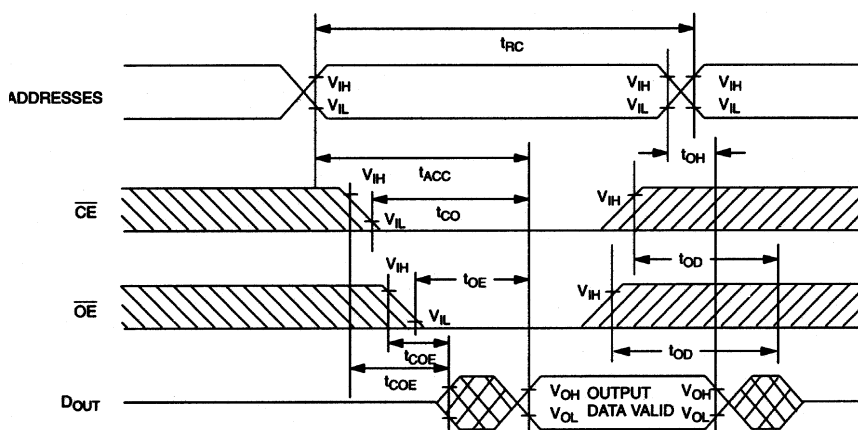 tRC
ADDRESSES
VIH
VIL
VIH
VIL
VIH
VIL
tOH
tACC
CE
VIH
tCO
VIL
VIH
tOD
OE
VIH
tOE
VIL
VIH
tOD
tCOE
tCOE
DOUT
VOH OUTPUT VOH
VOL DATA VALID VOL